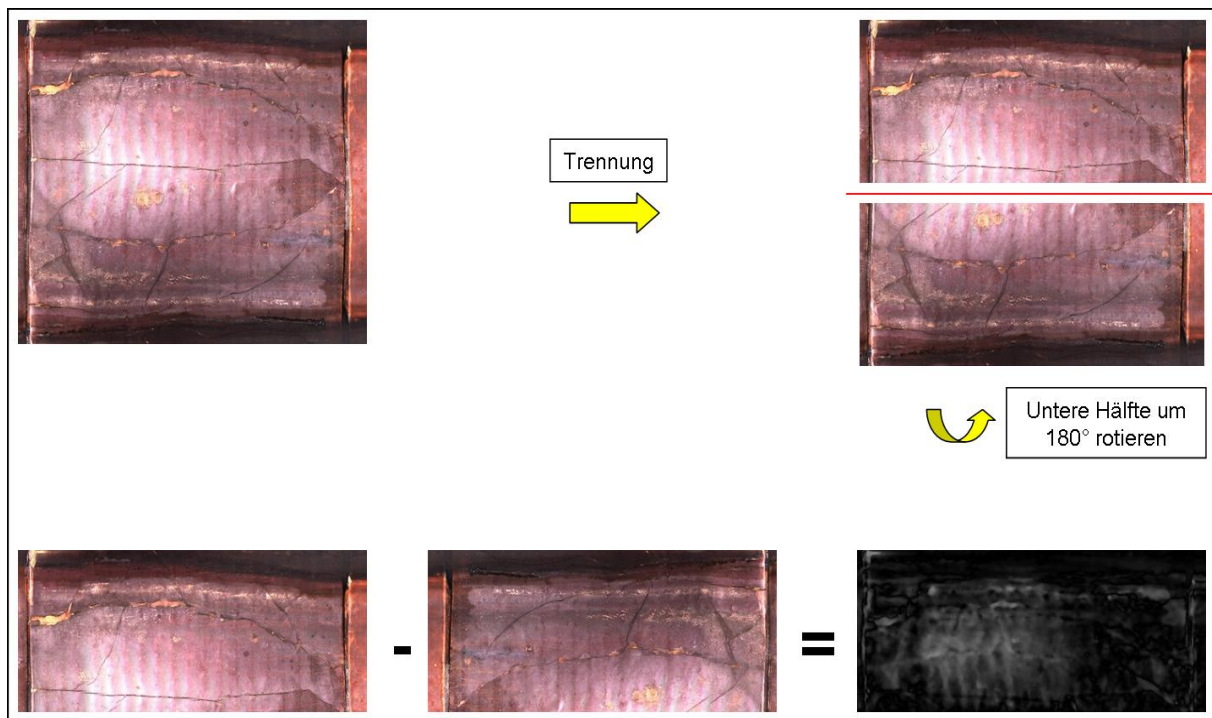 Trennung
Untere Hälfte um
180° rotieren
-
=